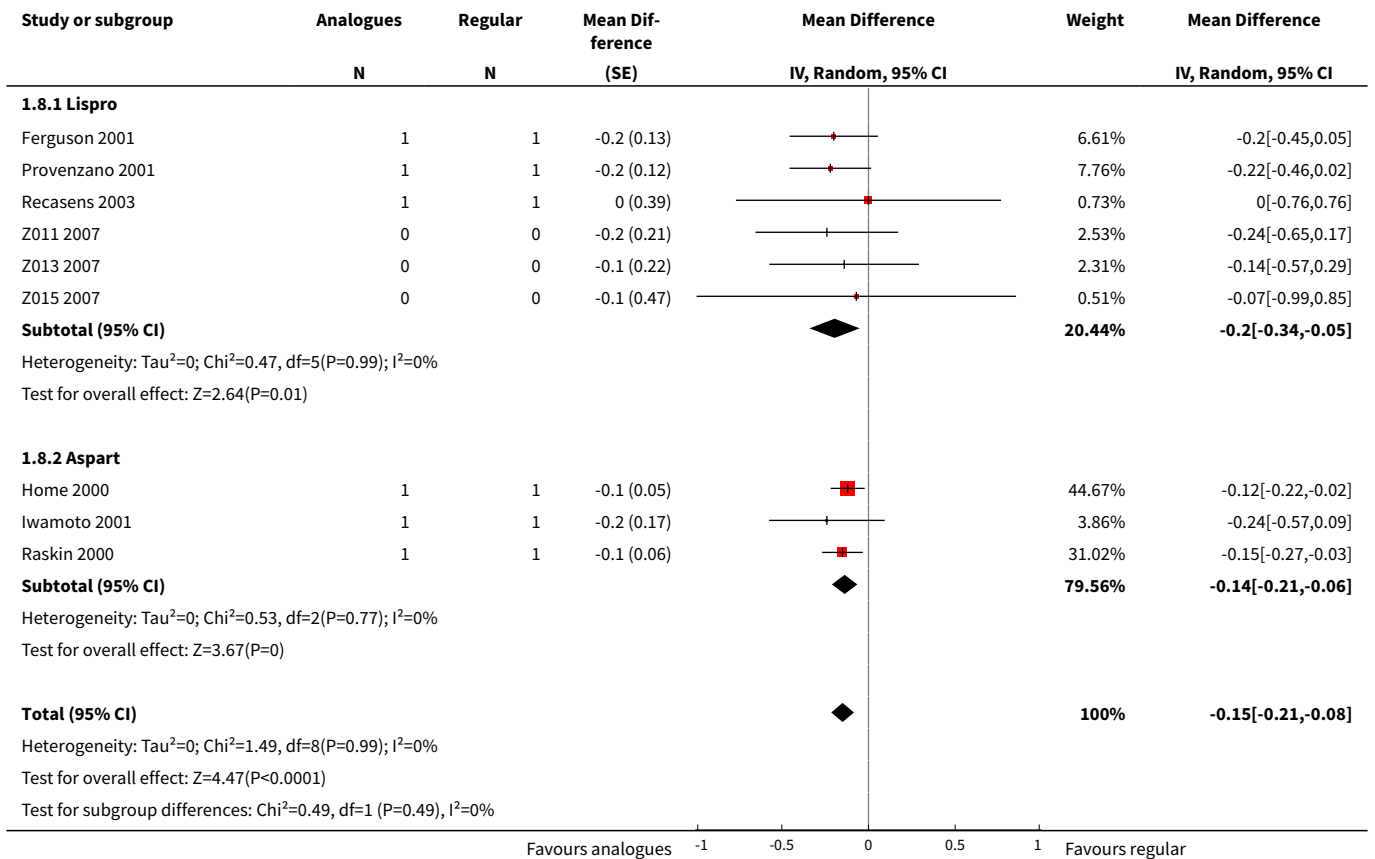 Study or subgroup Analogues Regular Mean Dif- Mean Difference Weight Mean Difference
ference
N N (SE) IV, Random, 95% CI IV, Random, 95% CI
1.8.1 Lispro
Ferguson 2001 1 1 -0.2 (0.13) 6.61% -0.2[-0.45,0.05]
Provenzano 2001 1 1 -0.2 (0.12) 7.76% -0.22[-0.46,0.02]
Recasens 2003 1 1 0 (0.39) 0.73% 0[-0.76,0.76]
Z011 2007 0 0 -0.2 (0.21) 2.53% -0.24[-0.65,0.17]
Z013 2007 0 0 -0.1 (0.22) 2.31% -0.14[-0.57,0.29]
Z015 2007 0 0 -0.1 (0.47) 0.51% -0.07[-0.99,0.85]
Subtotal (95% CI) 20.44% -0.2[-0.34,-0.05]
Heterogeneity: Tau²=0; Chi²=0.47, df=5(P=0.99); I²=0%
Test for overall effect: Z=2.64(P=0.01)
1.8.2 Aspart
Home 2000 1 1 -0.1 (0.05) 44.67% -0.12[-0.22,-0.02]
Iwamoto 2001 1 1 -0.2 (0.17) 3.86% -0.24[-0.57,0.09]
Raskin 2000 1 1 -0.1 (0.06) 31.02% -0.15[-0.27,-0.03]
Subtotal (95% CI) 79.56% -0.14[-0.21,-0.06]
Heterogeneity: Tau²=0; Chi²=0.53, df=2(P=0.77); I²=0%
Test for overall effect: Z=3.67(P=0)
Total (95% CI) 100% -0.15[-0.21,-0.08]
Heterogeneity: Tau²=0; Chi²=1.49, df=8(P=0.99); I²=0%
Test for overall effect: Z=4.47(P<0.0001)
Test for subgroup differences: Chi²=0.49, df=1 (P=0.49), I²=0%
Favours analogues -1 -0.5 0 0.5 1 Favours regular